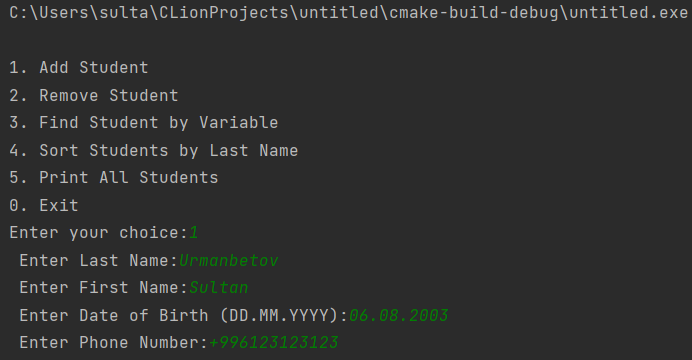 C:\Users\sulta\CLionProjects\untitled\cmake-build-debug\untitled.exe
1. Add Student
2. Remove Student
3. Find Student by Variable
4. Sort Students by Last Name
5. Print All Students
0. Exit
Enter your choice:1
Enter Last Name:Urmanbetov
Enter First Name:Sultan
Enter Date of Birth (DD.MM.YYYY):06.08.2003
Enter Phone Number:+996123123123